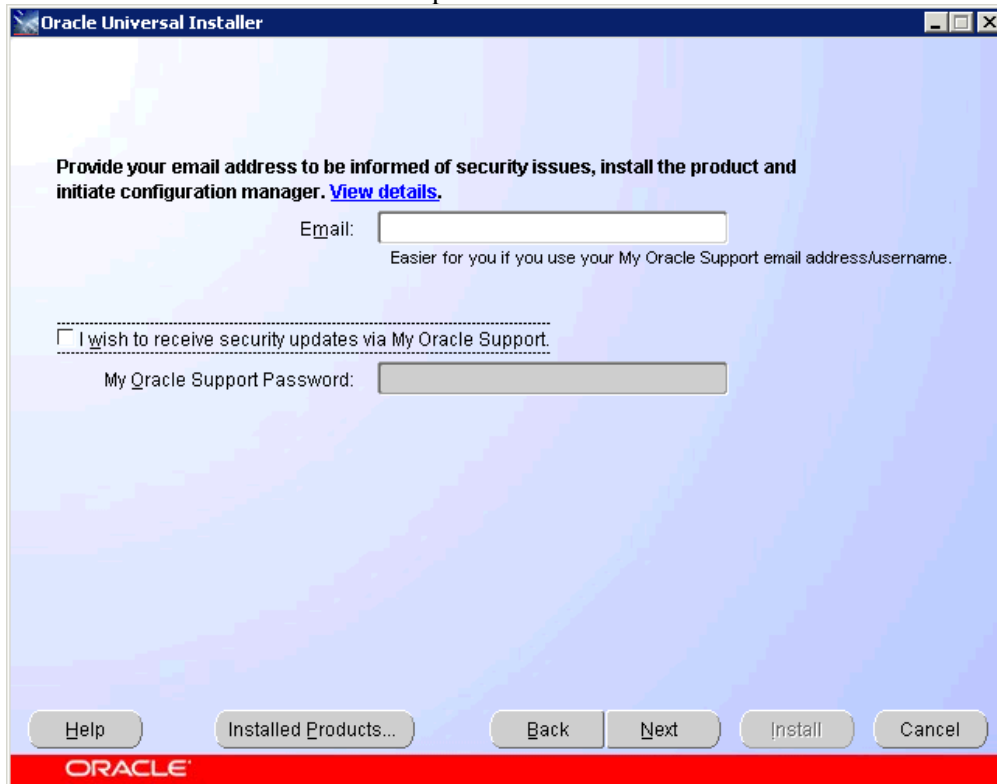 Oracle Universal Installer
Provide your email address to be informed of security issues, install the product and
initiate configuration manager. View details.
Email:
Easier for you if you use your My Oracle Support email address/username.
I wish to receive security updates via My Oracle Support.
My Oracle Support Password:
Help Installed Products... Back Next Install Cancel
ORACLE